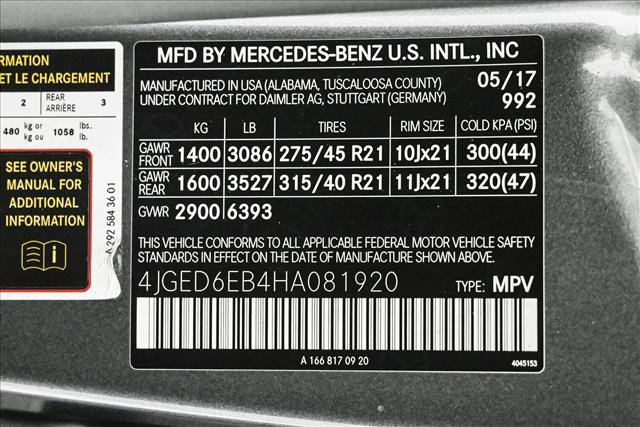 ORMATION
ET LE CHARGEMENT
2 REAR ARRIÈRE 3
480 kg or kg ou 1058 lbs. lb.
SEE OWNER'S
MANUAL FOR
ADDITIONAL
INFORMATION
A 292 584 36 01
MFD BY MERCEDES-BENZ U.S. INTL., INC
MANUFACTURED IN USA (ALABAMA, TUSCALOOSA COUNTY) 05/17
UNDER CONTRACT FOR DAIMLER AG, STUTTGART (GERMANY) 992
KG LB TIRES RIM SIZE COLD KPA (PSI)
GAWR FRONT 1400 3086 275/45 R21 10Jx21 300(44)
GAWR REAR 1600 3527 315/40 R21 11Jx21 320(47)
GVWR 2900 6393
THIS VEHICLE CONFORMS TO ALL APPLICABLE FEDERAL MOTOR VEHICLE SAFETY
STANDARDS IN EFFECT ON THE DATE OF MANUFACTURE SHOWN ABOVE.
4JGED6EB4HA081920 TYPE: MPV
A 166 817 09 20
4045153